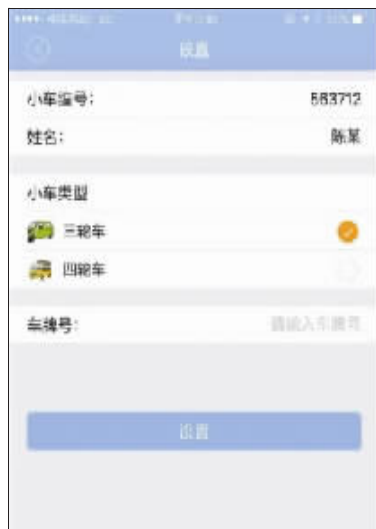 设置
小车编号： 563712
姓名： 陈某
小车类型
三轮车
四轮车
车牌号： 请输入车牌号
设置